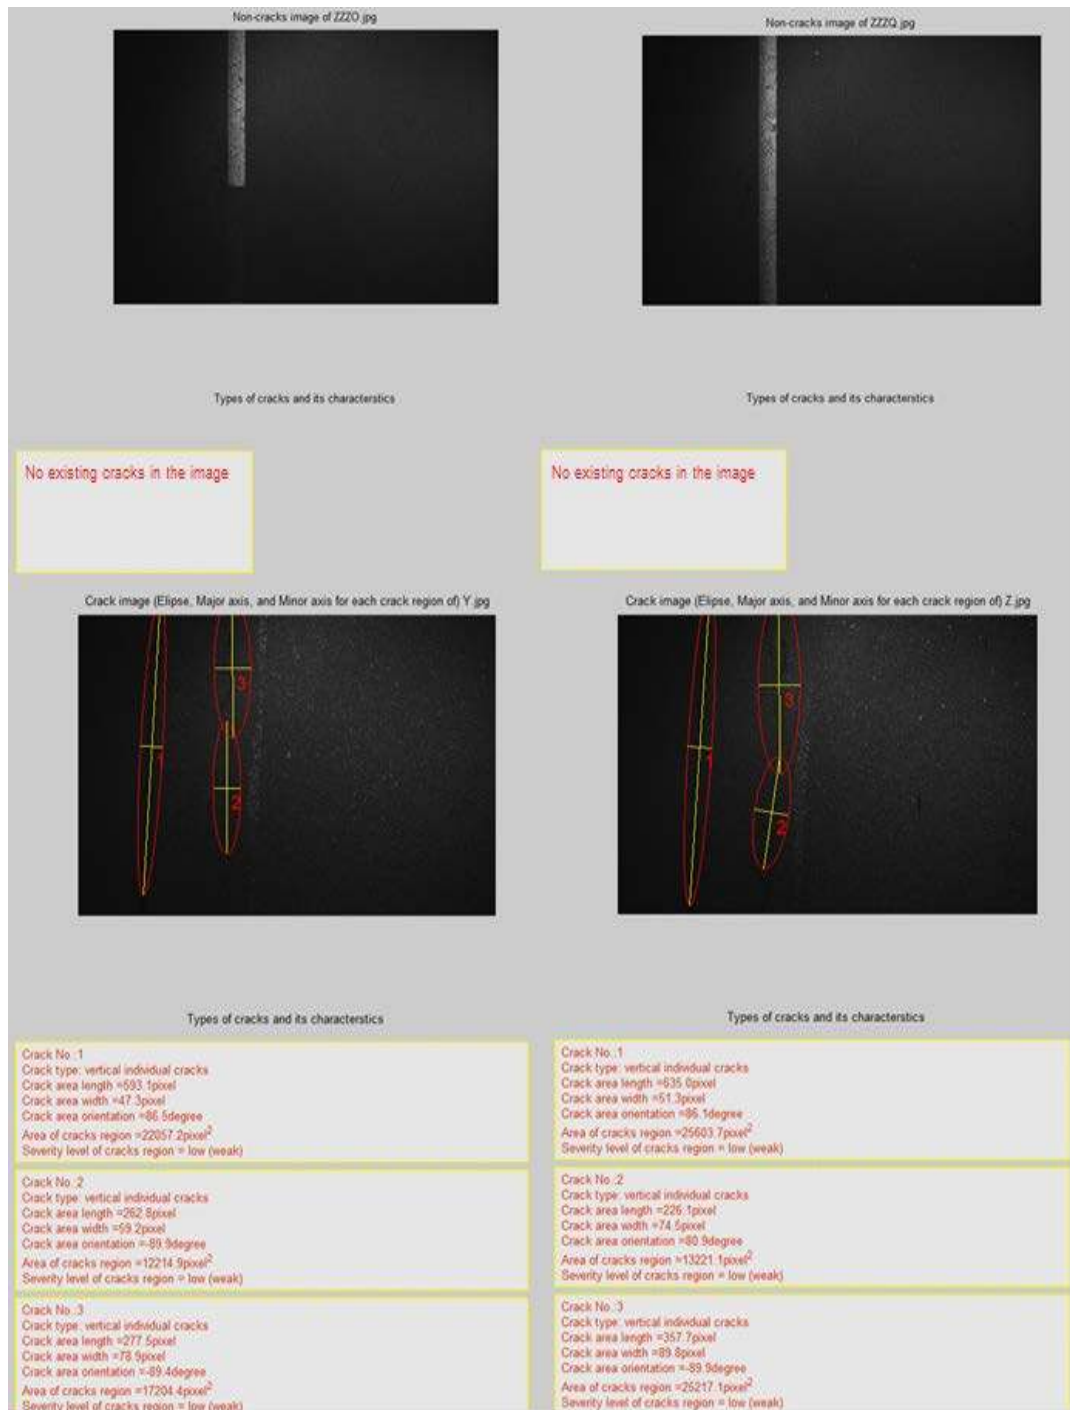 Non-cracks image of ZZZO.jpg
Non-cracks image of ZZZQ.jpg
Types of cracks and its characterstics
Types of cracks and its characterstics
No existing cracks in the image
No existing cracks in the image
Crack image (Elipse, Major axis, and Minor axis for each crack region of) Y.jpg
1
3
2
Crack image (Elipse, Major axis, and Minor axis for each crack region of) Z.jpg
1
3
2
Types of cracks and its characterstics
Crack No.:1
Crack type: vertical individual cracks
Crack area length =593.1pixel
Crack area width =47.3pixel
Crack area orientation =86.5degree
Area of cracks region =22057.2pixel²
Severity level of cracks region = low (weak)
Crack No.:2
Crack type: vertical individual cracks
Crack area length =262.8pixel
Crack area width =59.2pixel
Crack area orientation =-89.9degree
Area of cracks region =12214.9pixel²
Severity level of cracks region = low (weak)
Crack No.:3
Crack type: vertical individual cracks
Crack area length =277.5pixel
Crack area width =78.9pixel
Crack area orientation =-89.4degree
Area of cracks region =17204.4pixel²
Severity level of cracks region = low (weak)
Types of cracks and its characterstics
Crack No.:1
Crack type: vertical individual cracks
Crack area length =635.0pixel
Crack area width =51.3pixel
Crack area orientation =86.1degree
Area of cracks region =25603.7pixel²
Severity level of cracks region = low (weak)
Crack No.:2
Crack type: vertical individual cracks
Crack area length =226.1pixel
Crack area width =74.5pixel
Crack area orientation =80.9degree
Area of cracks region =13221.1pixel²
Severity level of cracks region = low (weak)
Crack No.:3
Crack type: vertical individual cracks
Crack area length =357.7pixel
Crack area width =89.8pixel
Crack area orientation =-89.9degree
Area of cracks region =25217.1pixel²
Severity level of cracks region = low (weak)